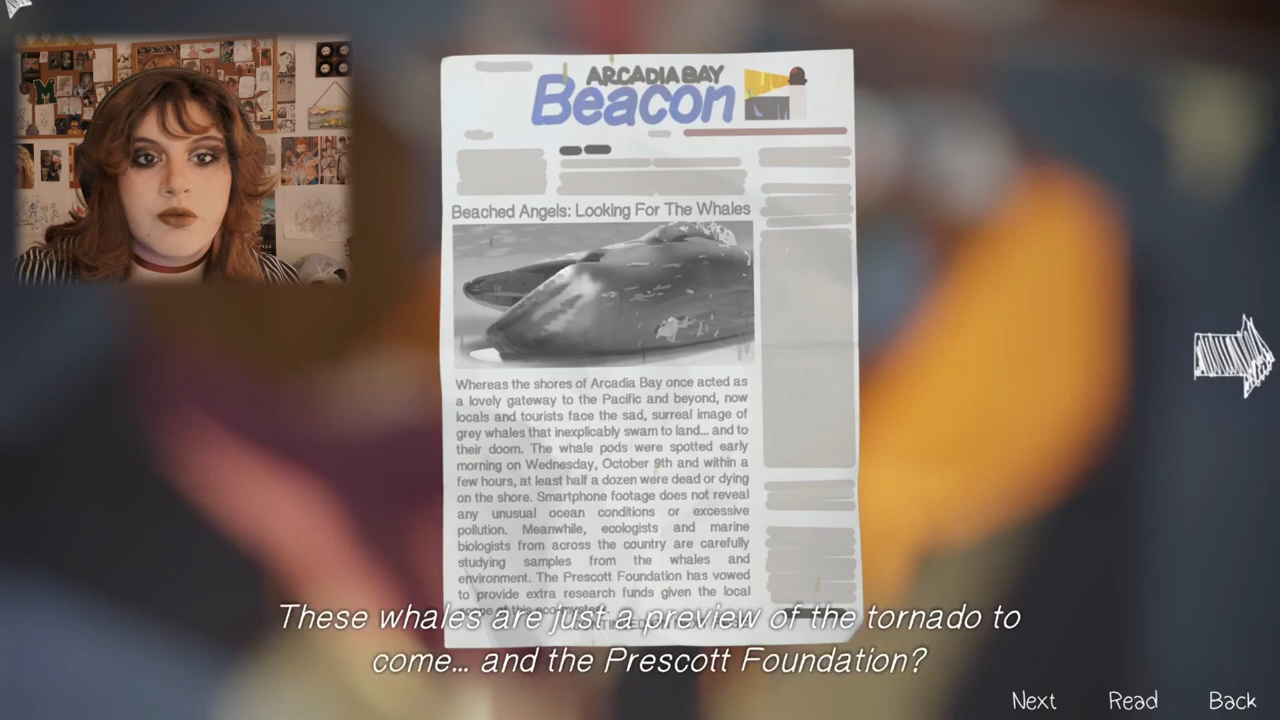 ARCADIA BAY
Beacon
Beached Angels: Looking For The Whales
Whereas the shores of Arcadia Bay once acted as
a lovely gateway to the Pacific and beyond, now
locals and tourists face the sad, surreal image of
grey whales that inexplicably swam to land... and to
their doom. The whale pods were spotted early
morning on Wednesday, October 9th and within a
few hours, at least half a dozen were dead or dying
on the shore. Smartphone footage does not reveal
any unusual ocean conditions or excessive
pollution. Meanwhile, ecologists and marine
biologists from across the country are carefully
studying samples from the whales and
environment. The Prescott Foundation has vowed
to provide extra research funds given the local
of this
These whales are just a preview of the tornado to
come... and the Prescott Foundation?
M
Next Read Back